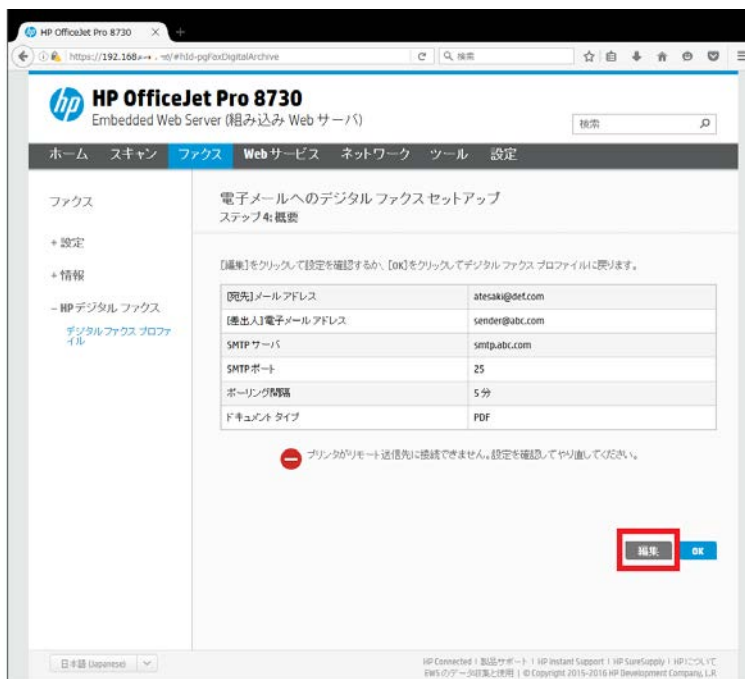 HP OfficeJet Pro 8730
https://192.168
/#hId-pgFaxDigitalArchive
検索
hp
HP OfficeJet Pro 8730
Embedded Web Server (組み込み Web サーバ)
検索
ホーム スキャン ファクス Web サービス ネットワーク ツール 設定
ファクス
+ 設定
+ 情報
– HP デジタル ファクス
デジタル ファクス プロファ
イル
電子メールへのデジタル ファクス セットアップ
ステップ 4: 概要
[編集]をクリックして設定を確認するか、[OK]をクリックしてデジタル ファクス プロファイルに戻ります。
[宛先]メール アドレス atesaki@def.com
[差出人]電子メール アドレス sender@abc.com
SMTP サーバ smtp.abc.com
SMTP ポート 25
ポーリング間隔 5 分
ドキュメント タイプ PDF
プリンタがリモート送信先に接続できません。設定を確認してやり直してください。
編集 OK
日本語 (Japanese)
HP Connected | 製品サポート | HP Instant Support | HP SureSupply | HP について
EWS のデータ収集と使用 | © Copyright 2015-2016 HP Development Company, L.P.